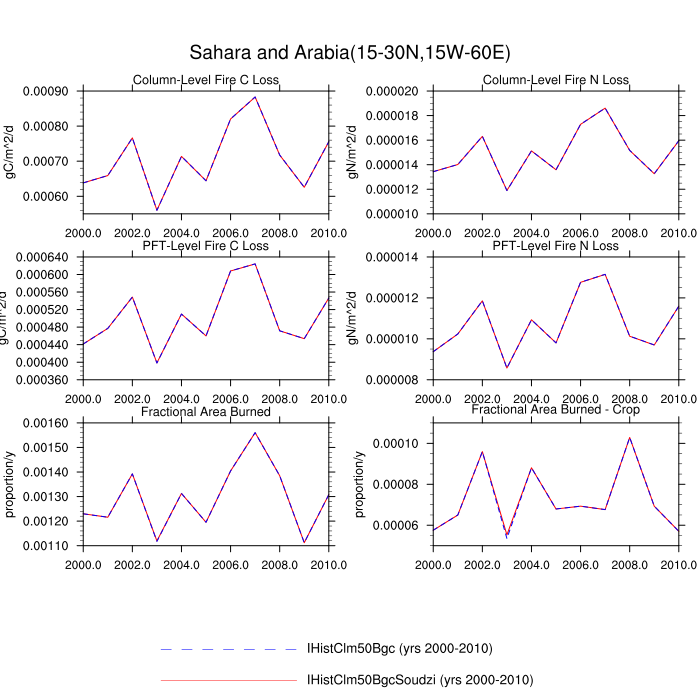 Sahara and Arabia(15-30N,15W-60E)
Column-Level Fire C Loss
gC/m^2/d
0.00090
0.00080
0.00070
0.00060
2000.0 2002.0 2004.0 2006.0 2008.0 2010.0
Column-Level Fire N Loss
gN/m^2/d
0.000020
0.000018
0.000016
0.000014
0.000012
0.000010
2000.0 2002.0 2004.0 2006.0 2008.0 2010.0
PFT-Level Fire C Loss
gC/m^2/d
0.000640
0.000600
0.000560
0.000520
0.000480
0.000440
0.000400
0.000360
2000.0 2002.0 2004.0 2006.0 2008.0 2010.0
PFT-Level Fire N Loss
gN/m^2/d
0.000014
0.000012
0.000010
0.000008
2000.0 2002.0 2004.0 2006.0 2008.0 2010.0
Fractional Area Burned
proportion/y
0.00160
0.00150
0.00140
0.00130
0.00120
0.00110
2000.0 2002.0 2004.0 2006.0 2008.0 2010.0
Fractional Area Burned - Crop
proportion/y
0.00010
0.00008
0.00006
2000.0 2002.0 2004.0 2006.0 2008.0 2010.0
IHistClm50Bgc (yrs 2000-2010)
IHistClm50BgcSoudzi (yrs 2000-2010)